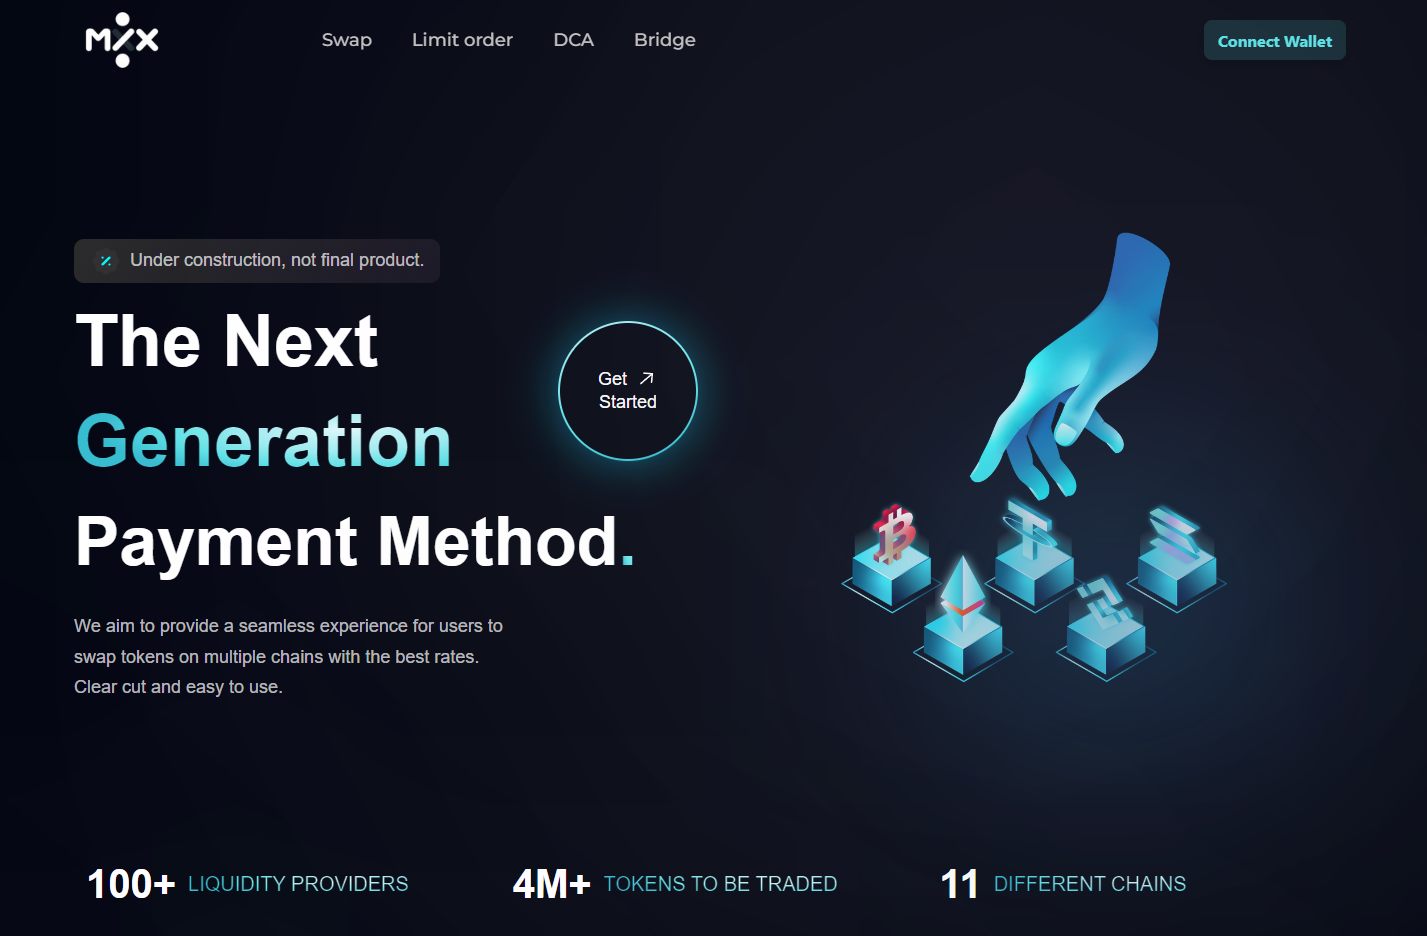 MIX
Swap
Limit order
DCA
Bridge
Connect Wallet
Under construction, not final product.
The Next
Generation
Payment Method.
Get
Started
We aim to provide a seamless experience for users to
swap tokens on multiple chains with the best rates.
Clear cut and easy to use.
100+ LIQUIDITY PROVIDERS
4M+ TOKENS TO BE TRADED
11 DIFFERENT CHAINS